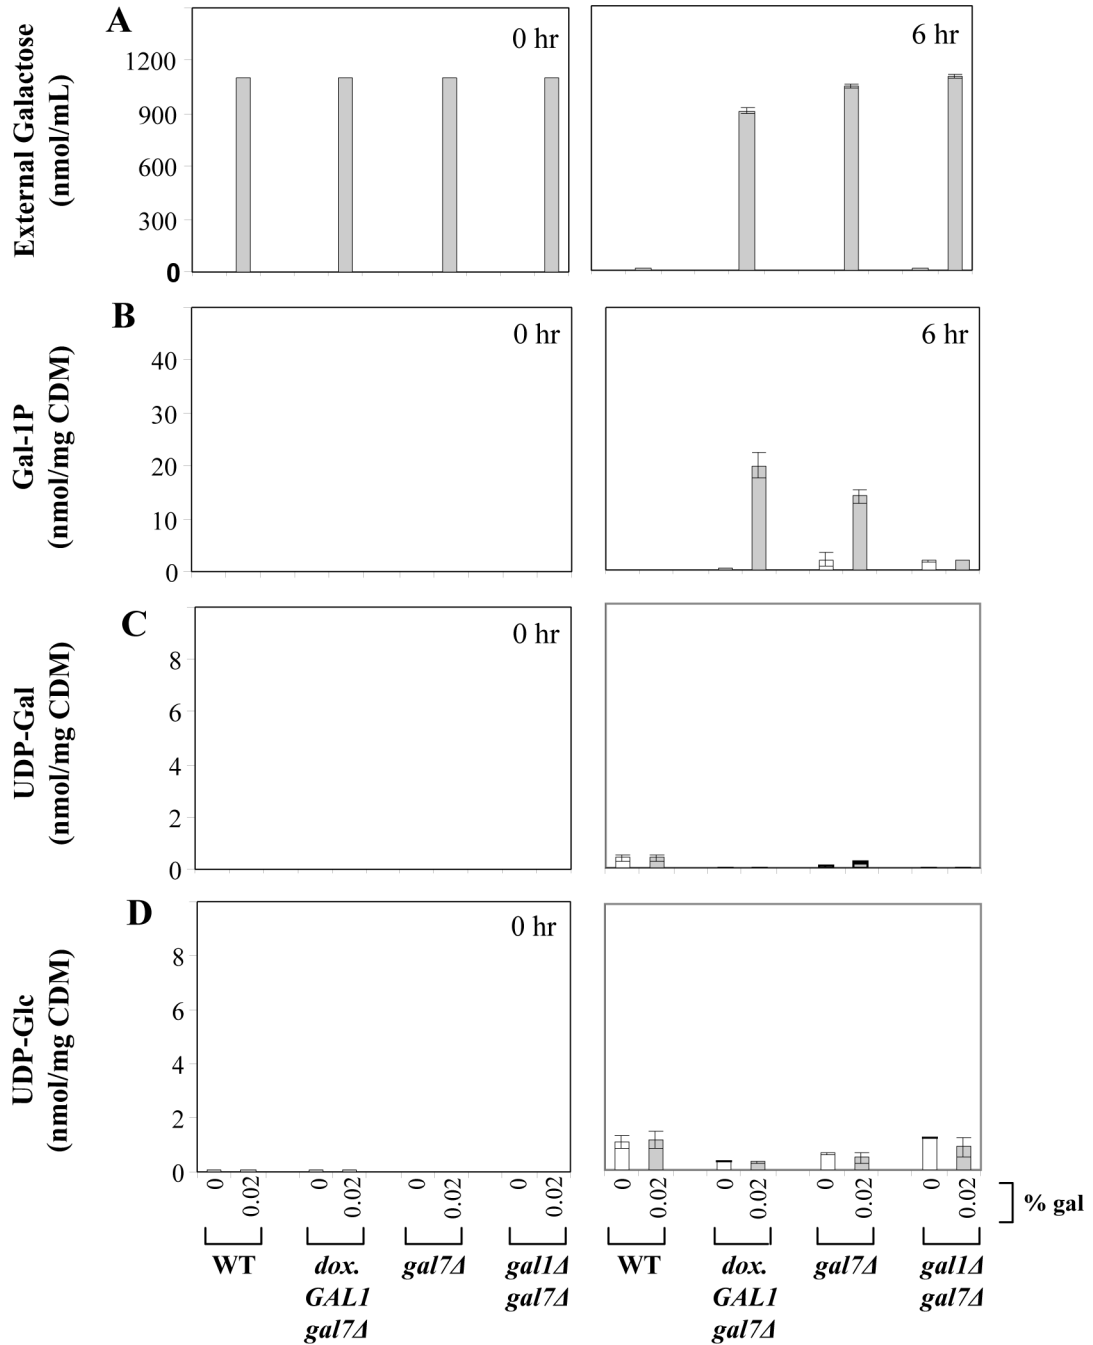 A
External Galactose
(nmol/mL)
0 hr
6 hr
1200
900
600
300
0
B
Gal-1P
(nmol/mg CDM)
0 hr
6 hr
40
30
20
10
0
C
UDP-Gal
(nmol/mg CDM)
0 hr
8
6
4
2
0
D
UDP-Glc
(nmol/mg CDM)
0 hr
8
6
4
2
0
0 0.02 0 0.02 0 0.02 0 0.02 0 0.02 0 0.02 0 0.02 0 0.02
% gal
WT dox. gal7Δ gal1Δ WT dox. gal7Δ gal1Δ
GAL1 gal7Δ GAL1 gal7Δ
gal7Δ gal7Δ